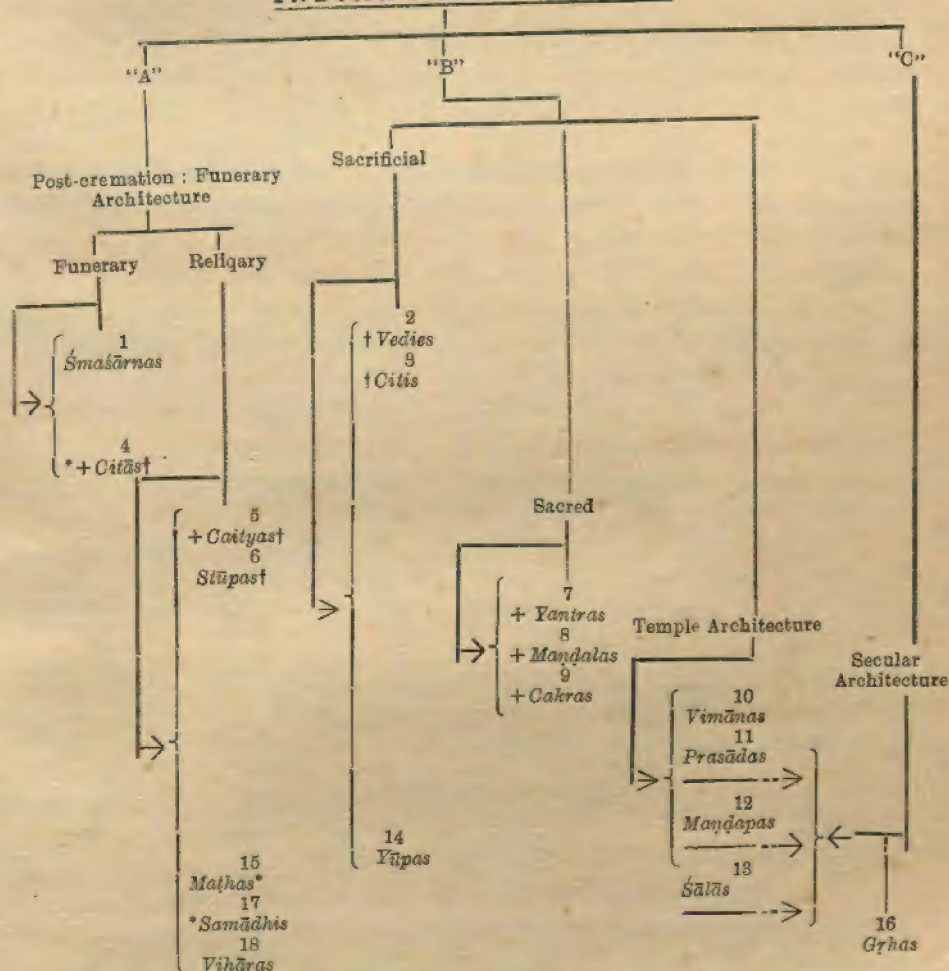 "A"
"B"
"C"
Post-cremation : Funerary
Architecture
Funerary
Reliqary
1
Śmaśārnas
4
*+Citās†
5
+ Caityas†
6
Stūpas†
15
Maṭhas*
17
*Samādhis
18
Vihāras
Sacrificial
2
† Vedies
3
†Citis
14
Yūpas
Sacred
7
+ Yantras
8
+ Maṇḍalas
9
+ Cakras
Temple Architecture
10
Vimānas
11
Prasādas
12
Maṇḍapas
13
Śālās
Secular
Architecture
16
Gṛhas